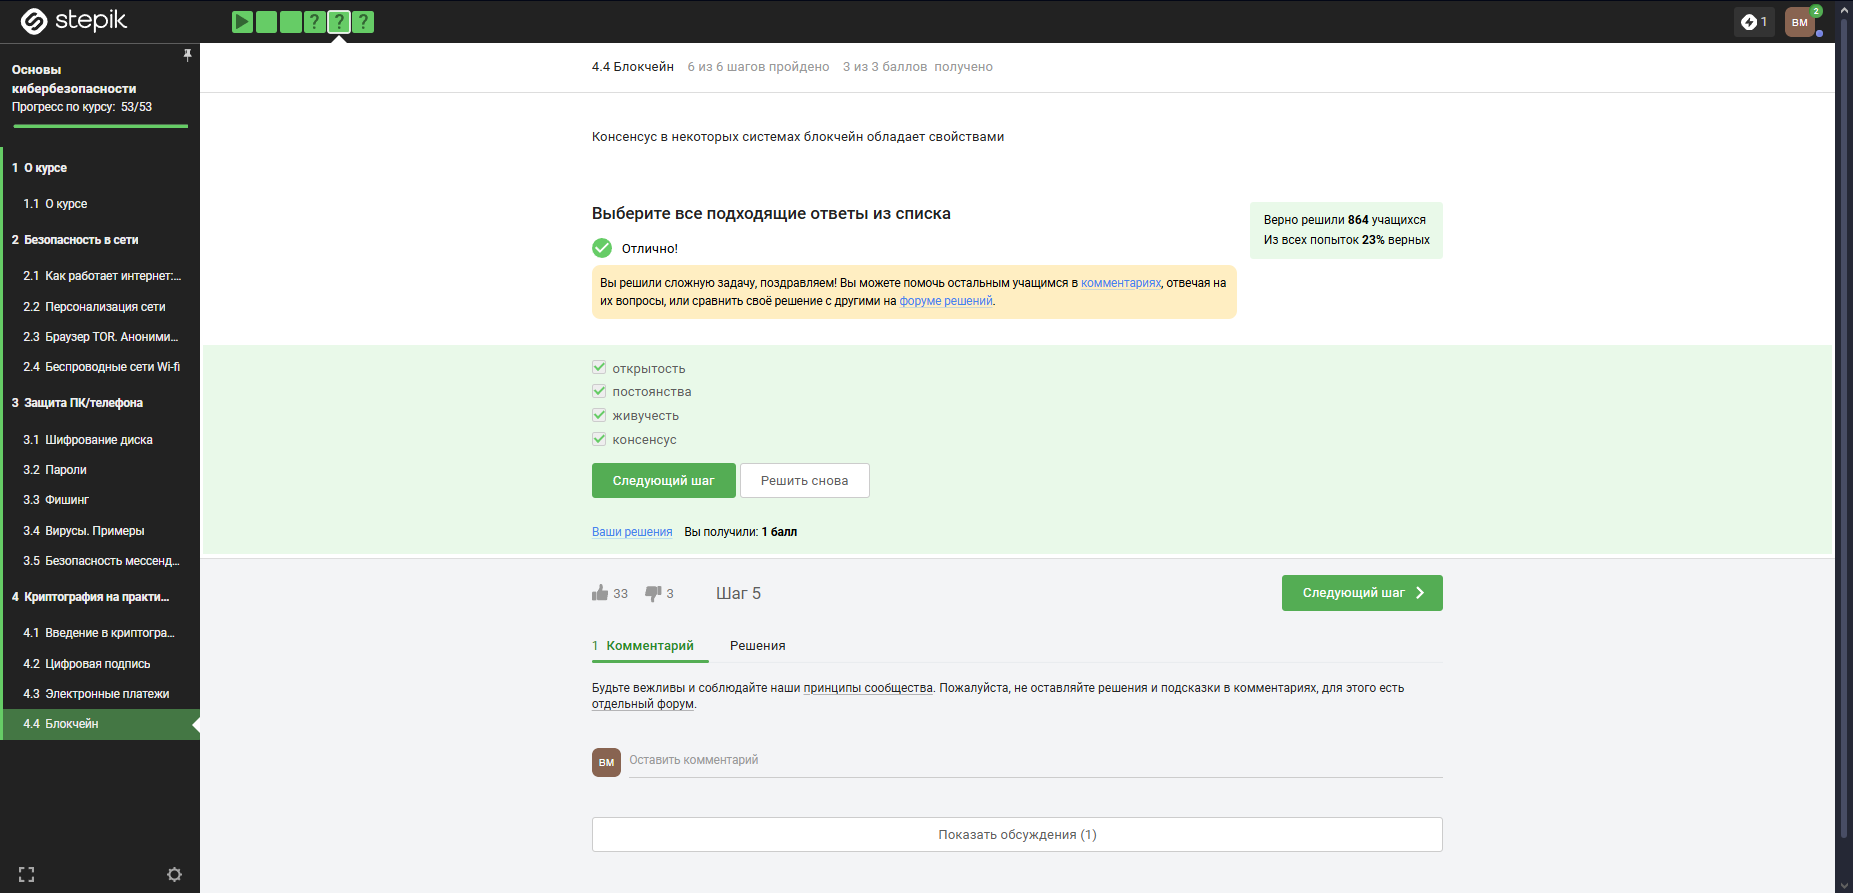 stepik
?
?
?
1
ВМ
2
Основы
кибербезопасности
Прогресс по курсу: 53/53
1 О курсе
1.1 О курсе
2 Безопасность в сети
2.1 Как работает интернет:...
2.2 Персонализация сети
2.3 Браузер TOR. Аноними...
2.4 Беспроводные сети Wi-fi
3 Защита ПК/телефона
3.1 Шифрование диска
3.2 Пароли
3.3 Фишинг
3.4 Вирусы. Примеры
3.5 Безопасность мессенд...
4 Криптография на практи...
4.1 Введение в криптогра...
4.2 Цифровая подпись
4.3 Электронные платежи
4.4 Блокчейн
4.4 Блокчейн 6 из 6 шагов пройдено 3 из 3 баллов получено
Консенсус в некоторых системах блокчейн обладает свойствами
Выберите все подходящие ответы из списка
Верно решили 864 учащихся
Из всех попыток 23% верных
Отлично!
Вы решили сложную задачу, поздравляем! Вы можете помочь остальным учащимся в комментариях, отвечая на
их вопросы, или сравнить своё решение с другими на форуме решений.
открытость
постоянства
живучесть
консенсус
Следующий шаг Решить снова
Ваши решения Вы получили: 1 балл
33 3 Шаг 5 Следующий шаг
1 Комментарий Решения
Будьте вежливы и соблюдайте наши принципы сообщества. Пожалуйста, не оставляйте решения и подсказки в комментариях, для этого есть
отдельный форум.
ВМ Оставить комментарий
Показать обсуждения (1)